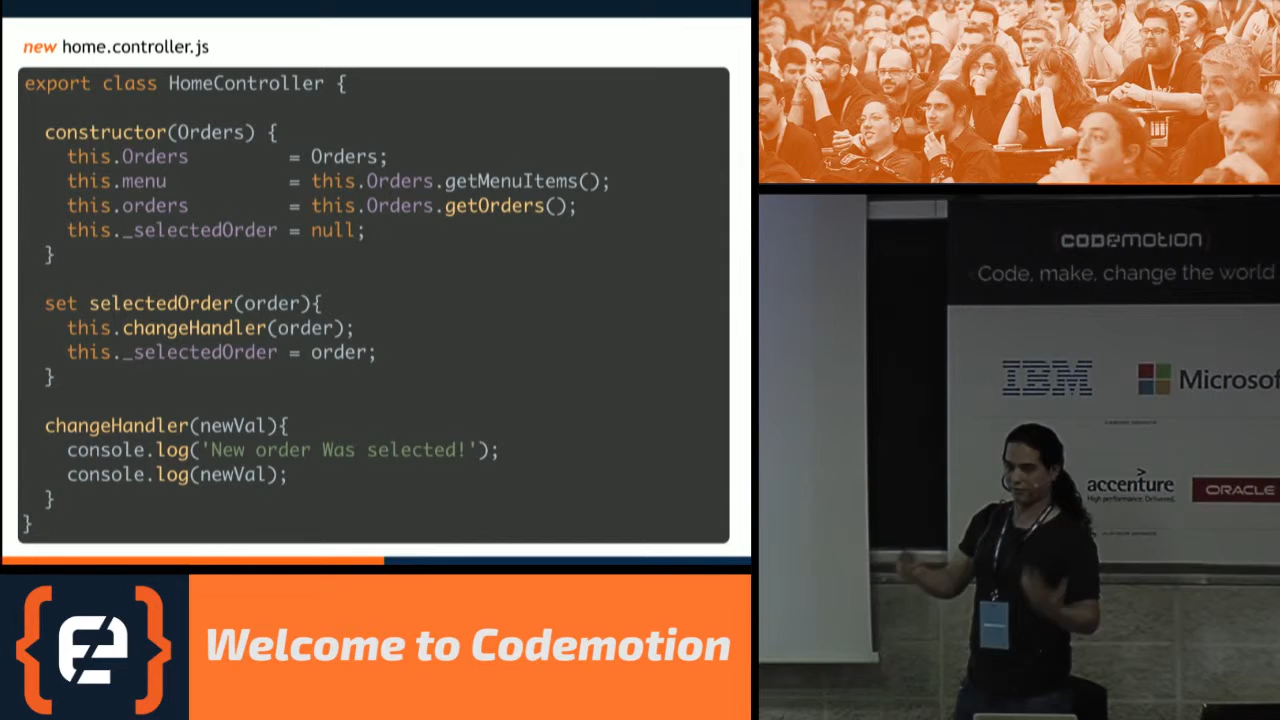 new home.controller.js
export class HomeController {
constructor(Orders) {
this.Orders = Orders;
this.menu = this.Orders.getMenuItems();
this.orders = this.Orders.getOrders();
this._selectedOrder = null;
}
set selectedOrder(order){
this.changeHandler(order);
this._selectedOrder = order;
}
changeHandler(newVal){
console.log('New order Was selected!');
console.log(newVal);
}
}
Welcome to Codemotion
CODEMOTION
Code, make, change the world
IBM
Microsof
accenture
High performance. Delivered.
ORACLE